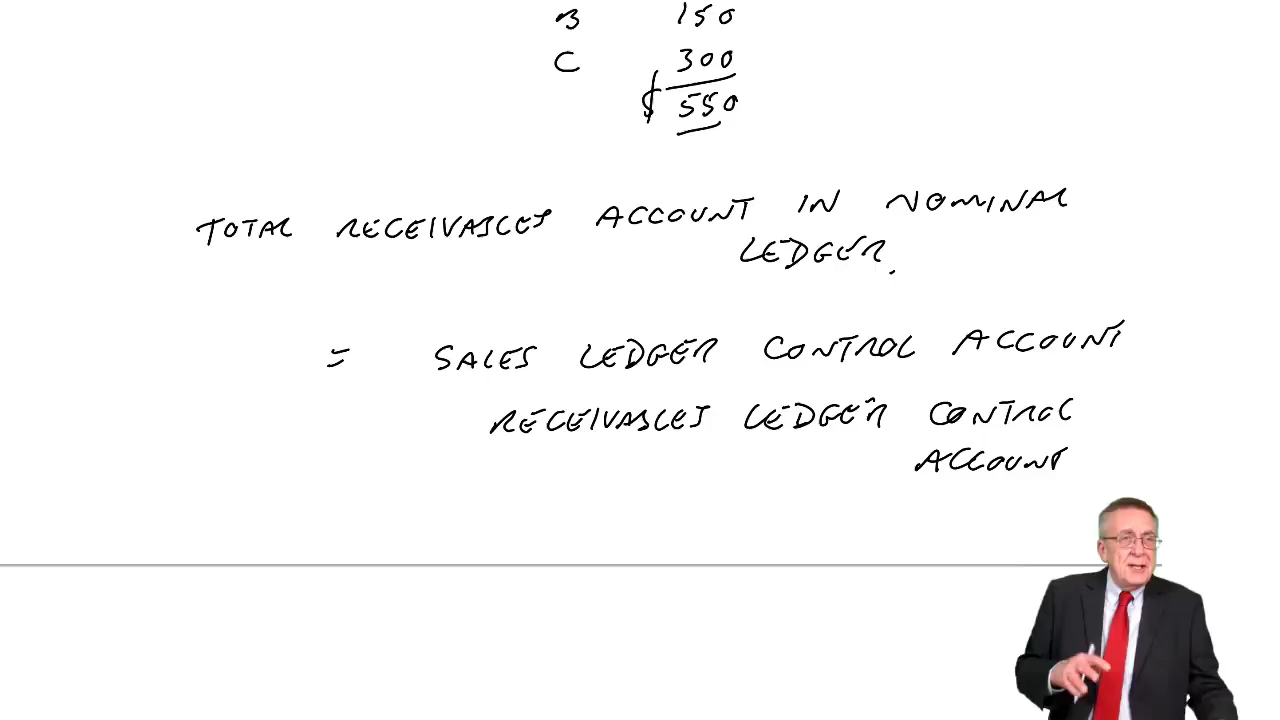 B 150
C 300
$ 550
TOTAL RECEIVABLES ACCOUNT IN NOMINAL
LEDGER.
= SALES LEDGER CONTROL ACCOUNT
RECEIVABLES LEDGER CONTROL
ACCOUNT